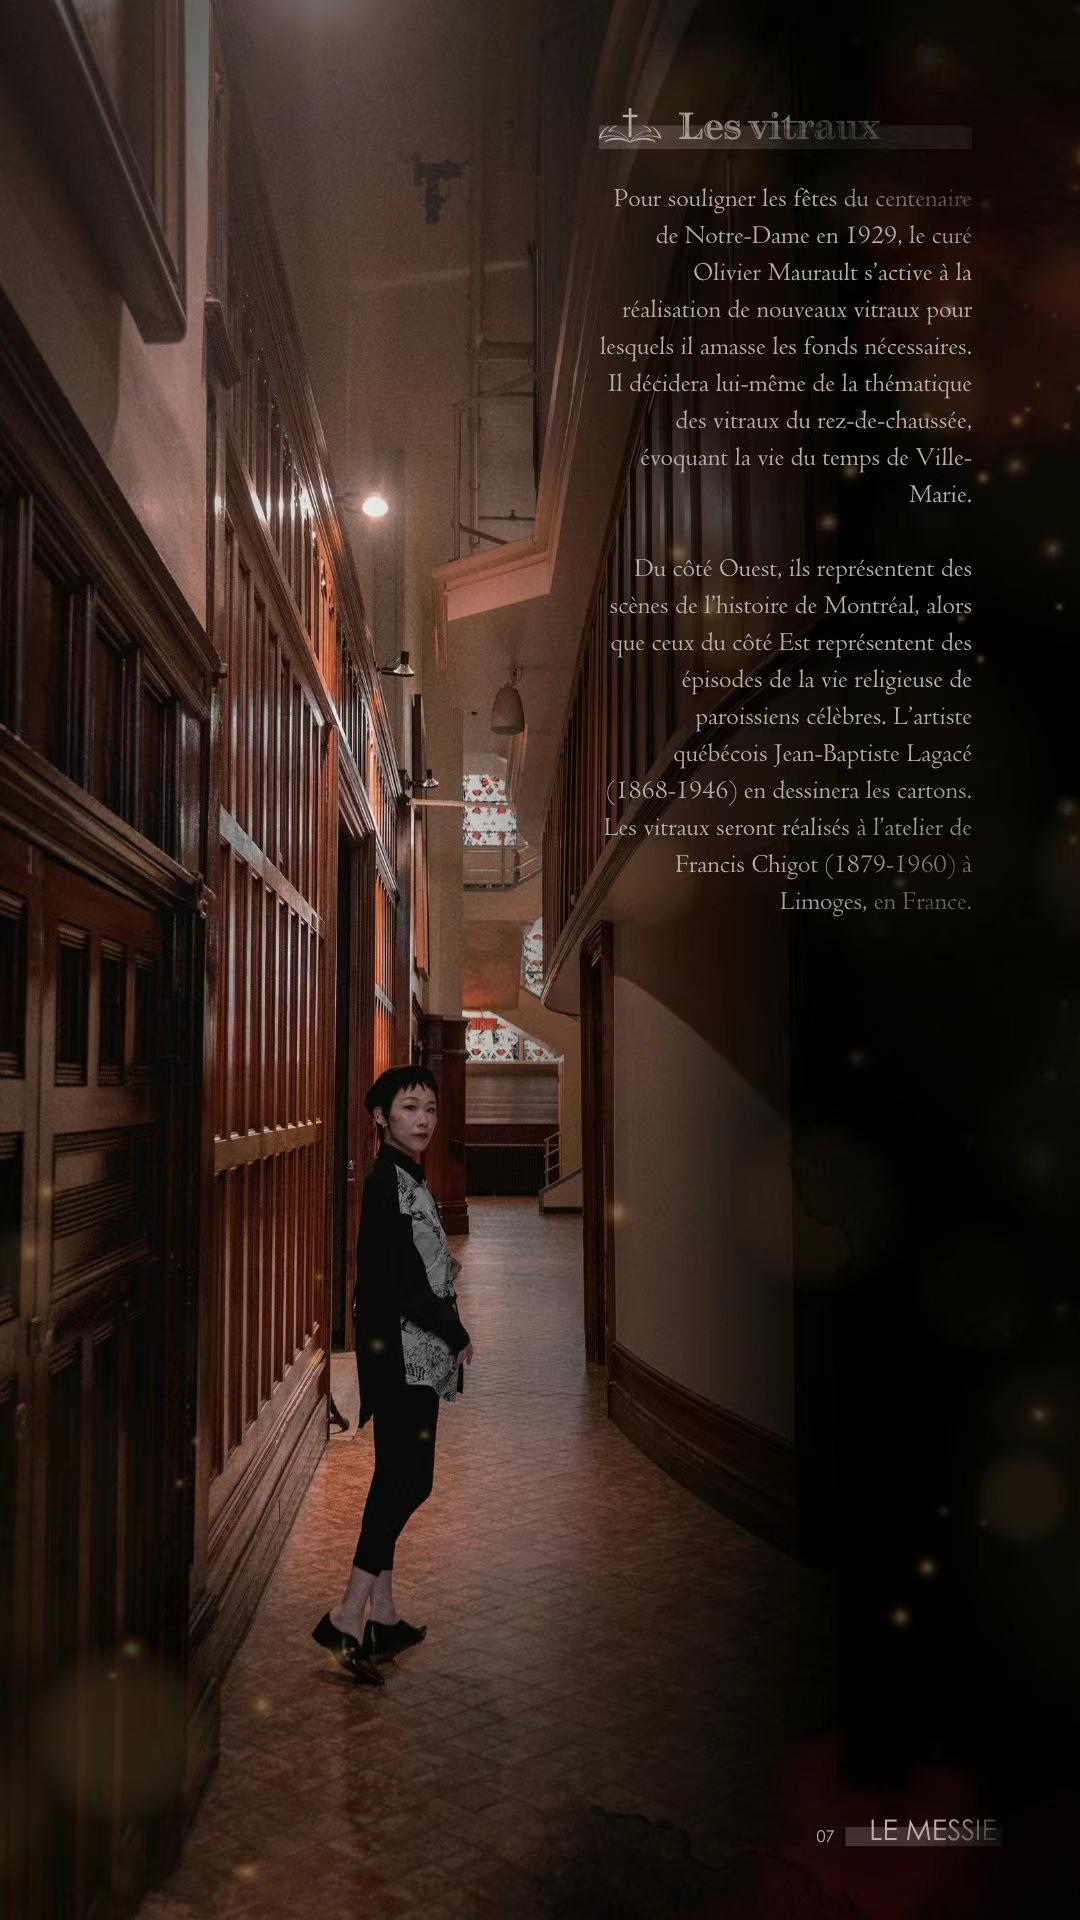 Les vitraux
Pour souligner les fêtes du centenaire
de Notre-Dame en 1929, le curé
Olivier Maurault s’active à la
réalisation de nouveaux vitraux pour
lesquels il amasse les fonds nécessaires.
Il décidera lui-même de la thématique
des vitraux du rez-de-chaussée,
évoquant la vie du temps de Ville-
Marie.
Du côté Ouest, ils représentent des
scènes de l’histoire de Montréal, alors
que ceux du côté Est représentent des
épisodes de la vie religieuse de
paroissiens célèbres. L’artiste
québécois Jean-Baptiste Lagacé
(1868-1946) en dessinera les cartons.
Les vitraux seront réalisés à l’atelier de
Francis Chigot (1879-1960) à
Limoges, en France.
07 LE MESSIE